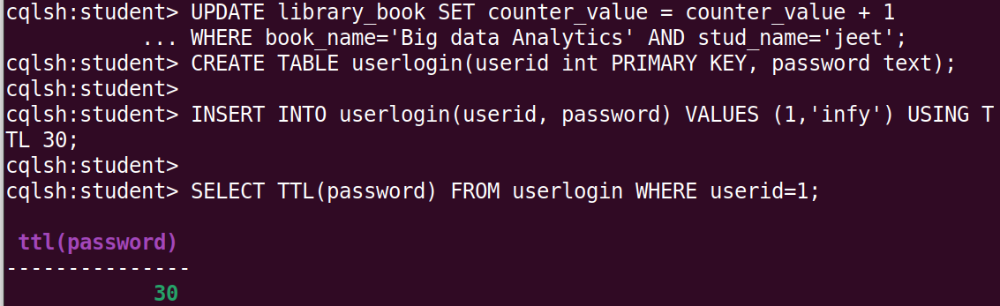 cqlsh:student> UPDATE library_book SET counter_value = counter_value + 1
... WHERE book_name='Big data Analytics' AND stud_name='jeet';
cqlsh:student> CREATE TABLE userlogin(userid int PRIMARY KEY, password text);
cqlsh:student>
cqlsh:student> INSERT INTO userlogin(userid, password) VALUES (1,'infy') USING T
TL 30;
cqlsh:student>
cqlsh:student> SELECT TTL(password) FROM userlogin WHERE userid=1;
ttl(password)
---------------
30